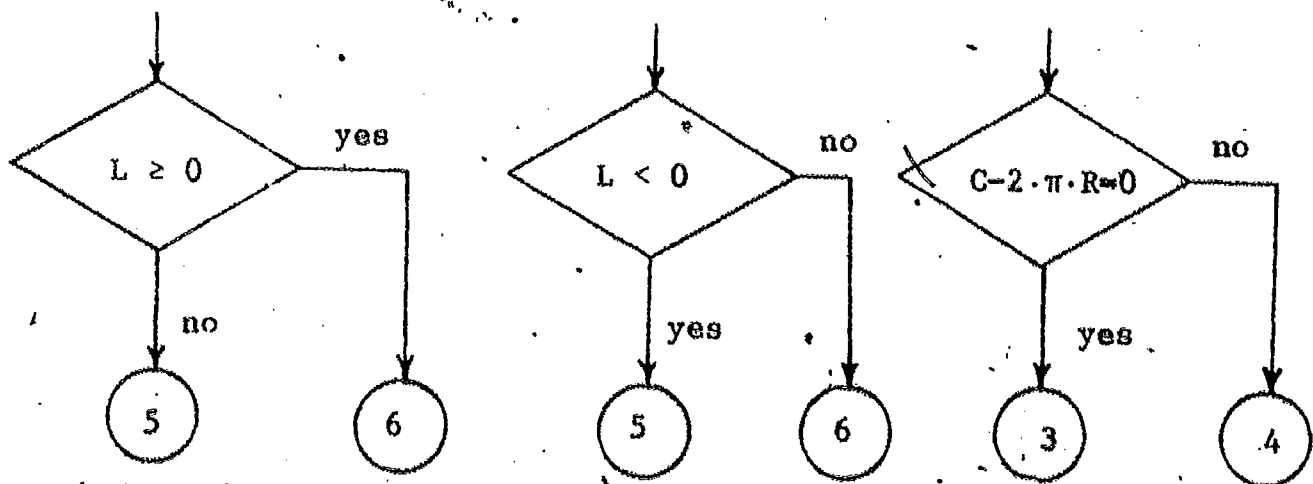 yes
no
no
L ≥ 0
L < 0
C-2·π·R=0
no
yes
yes
5
6
5
6
3
4